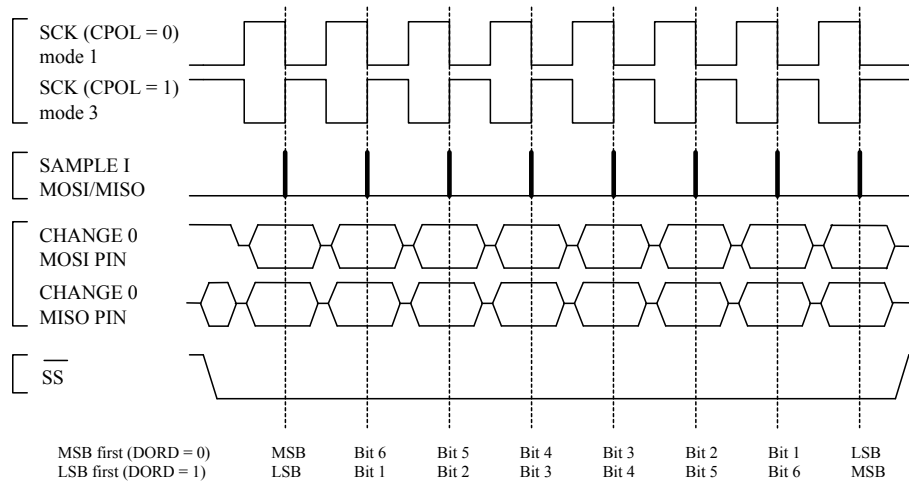 SCK (CPOL = 0)
mode 1
SCK (CPOL = 1)
mode 3
SAMPLE I
MOSI/MISO
CHANGE 0
MOSI PIN
CHANGE 0
MISO PIN
SS
MSB first (DORD = 0) MSB Bit 6 Bit 5 Bit 4 Bit 3 Bit 2 Bit 1 LSB
LSB first (DORD = 1) LSB Bit 1 Bit 2 Bit 3 Bit 4 Bit 5 Bit 6 MSB